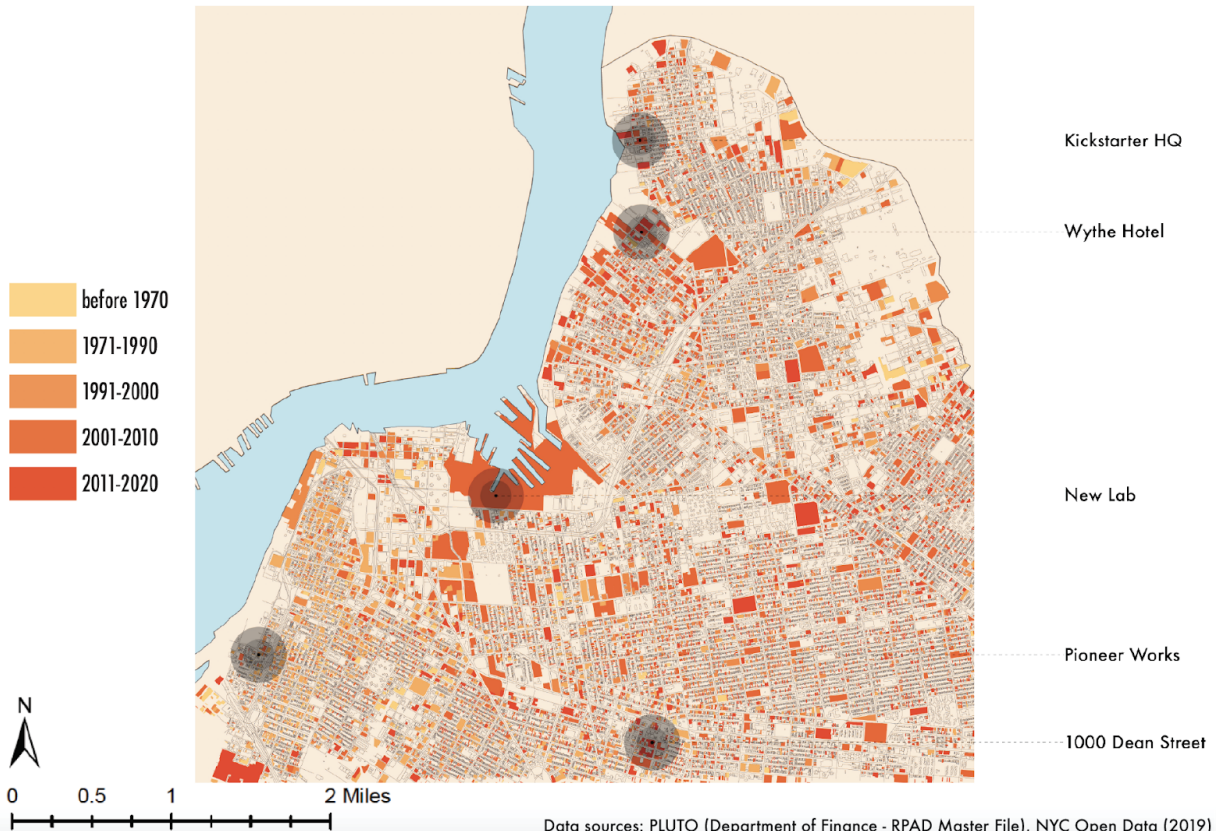 Kickstarter HQ
Wythe Hotel
before 1970
1971-1990
1991-2000
2001-2010
2011-2020
New Lab
Pioneer Works
N
1000 Dean Street
0 0.5 1 2 Miles
Data sources: PLUTO (Department of Finance - RPAD Master File), NYC Open Data (2019)